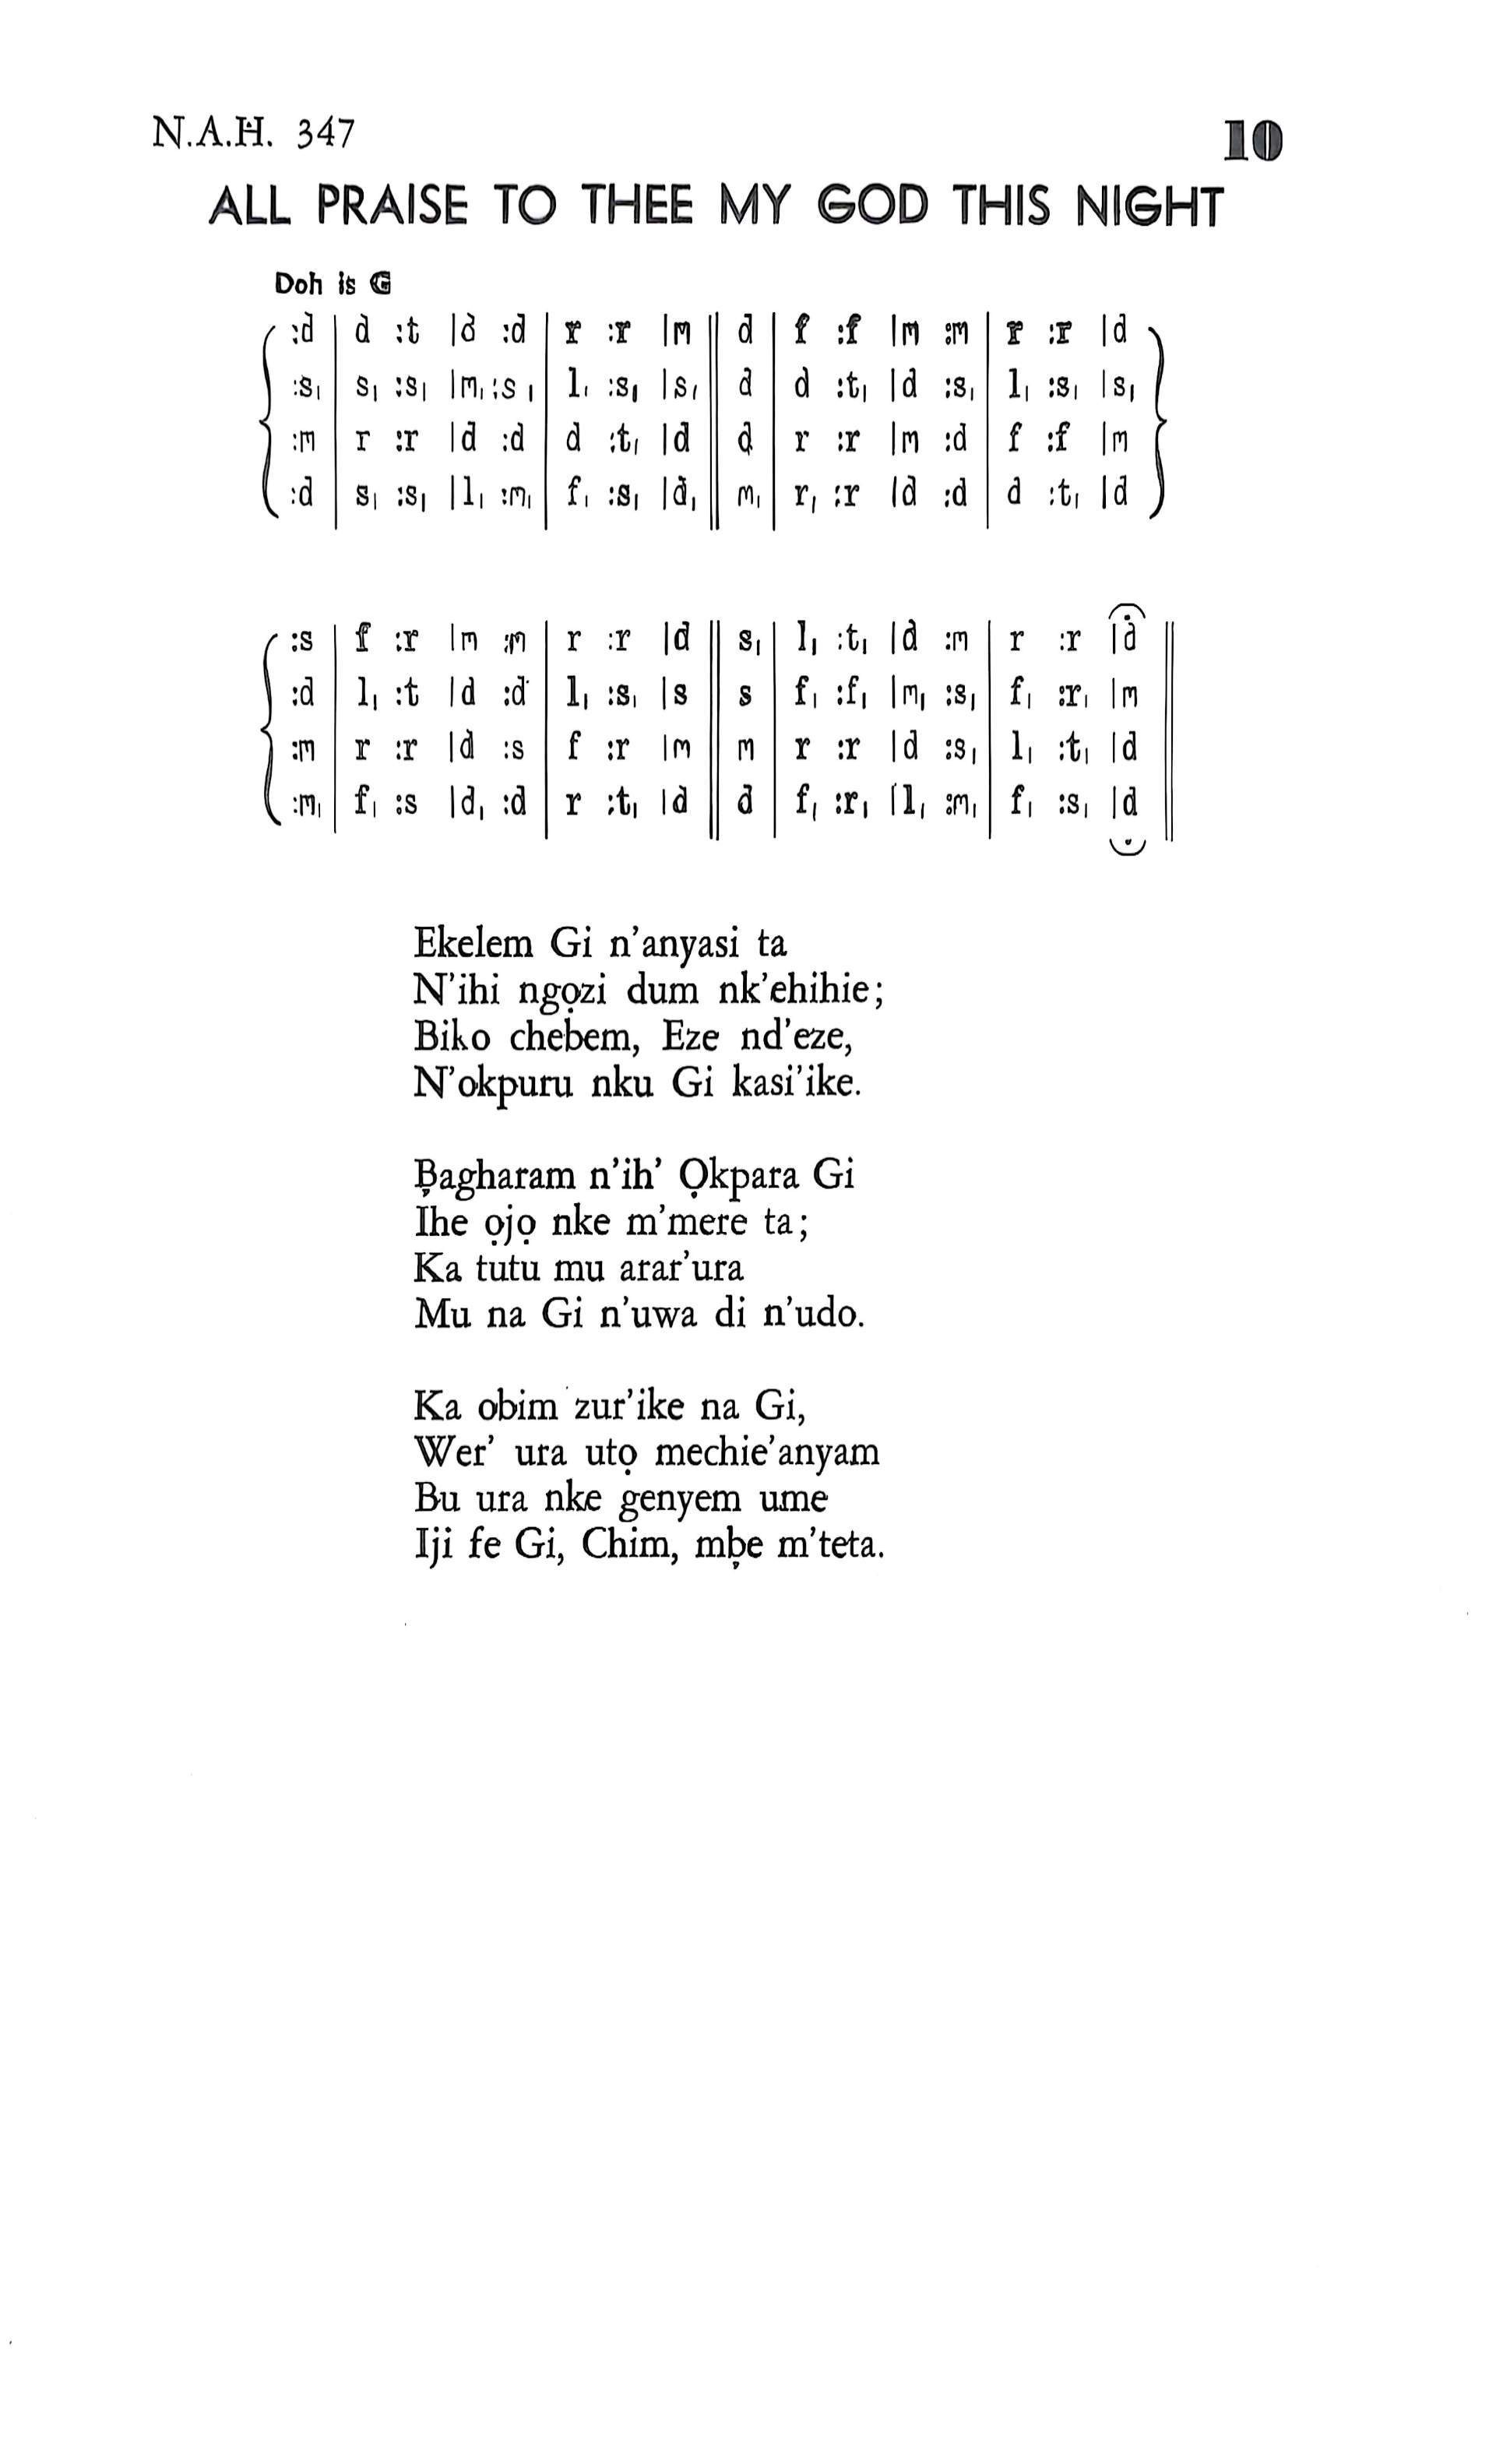 N.A.H. 347
10
ALL PRAISE TO THEE MY GOD THIS NIGHT
Doh is G
:d | d :t |d :d | r :r |m || d | f :f |m :m | r :r |d
:s, | s, :s, |m, :s, | l, :s, |s, || d | d :t, |d :s, | l, :s, |s,
:m | r :r |d :d | d :t, |d || d | r :r |m :d | f :f |m
:d | s, :s, |l, :m, | f, :s, |d, || m, | r, :r |d :d | d :t, |d
:s | f :r |m :m | r :r |d || s, | l, :t, |d :m | r :r |d ||
:d | l, :t |d :d | l, :s, |s || s | f, :f, |m, :s, | f, :r, |m ||
:m | r :r |d :s | f :r |m || m | r :r |d :s, | l, :t, |d ||
:m, | f, :s |d, :d | r :t, |d || d | f, :r, |l, :m, | f, :s, |d ||
Ekelem Gi n’anyasi ta
N’ihi ngọzi dum nk’ehihie;
Biko chebem, Eze nd’eze,
N’okpuru nku Gi kasi’ike.
Ḅagharam n’ih’ Ọkpara Gi
Ihe ọjọ nke m’mere ta;
Ka tutu mu arar’ura
Mu na Gi n’uwa di n’udo.
Ka obim zur’ike na Gi,
Wer’ ura utọ mechie’anyam
Bu ura nke genyem ume
Iji fe Gi, Chim, mḅe m’teta.